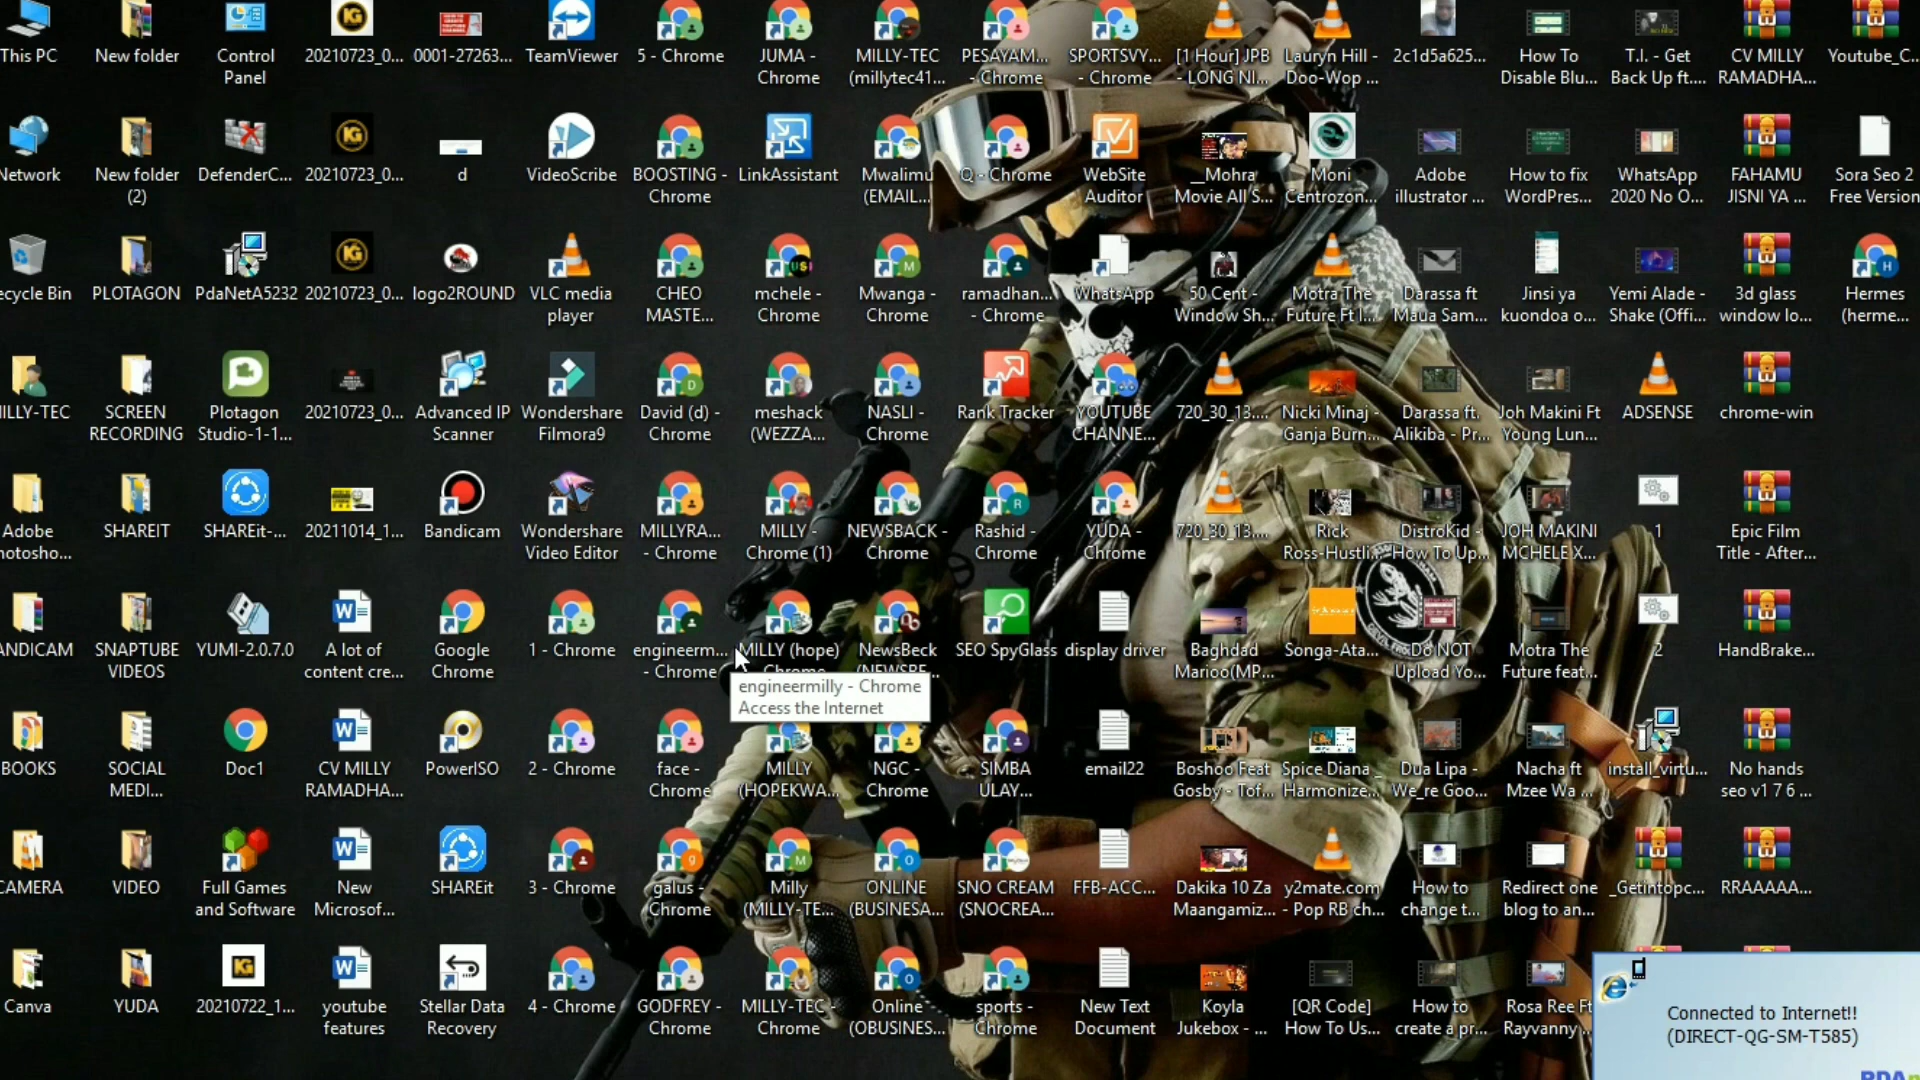 This PC
New folder
Control
Panel
20210723_0...
0001-27263...
TeamViewer
5 - Chrome
JUMA -
Chrome
MILLY-TEC
(millytec41...
PESAYAM...
- Chrome
SPORTSVY...
- Chrome
[1 Hour] JPB
- LONG NI...
Lauryn Hill -
Doo-Wop ...
2c1d5a625...
How To
Disable Blu...
T.I. - Get
Back Up ft....
CV MILLY
RAMADHA...
Youtube_C...
Network
New folder
(2)
DefenderC...
20210723_0...
d
VideoScribe
BOOSTING -
Chrome
LinkAssistant
Mwalimu
(EMAIL...
Q - Chrome
WebSite
Auditor
__Mohra
Movie All S...
Moni
Centrozon...
Adobe
illustrator ...
How to fix
WordPres...
WhatsApp
2020 No O...
FAHAMU
JISNI YA ...
Sora Seo 2
Free Version
ecycle Bin
PLOTAGON
PdaNetA5232
20210723_0...
logo2ROUND
VLC media
player
CHEO
MASTE...
mchele -
Chrome
Mwanga -
Chrome
ramadhan...
- Chrome
WhatsApp
50 Cent -
Window Sh...
Motra The
Future Ft l...
Darassa ft
Maua Sam...
Jinsi ya
kuondoa o...
Yemi Alade -
Shake (Offi...
3d glass
window lo...
Hermes
(herme...
IILLY-TEC
SCREEN
RECORDING
Plotagon
Studio-1-1...
20210723_0...
Advanced IP
Scanner
Wondershare
Filmora9
David (d) -
Chrome
meshack
(WEZZA...
NASLI -
Chrome
Rank Tracker
YOUTUBE
CHANNE...
720_30_13....
Nicki Minaj -
Ganja Burn...
Darassa ft.
Alikiba - Pr...
Joh Makini Ft
Young Lun...
ADSENSE
chrome-win
Adobe
hotosho...
SHAREIT
SHAREit-...
20211014_1...
Bandicam
Wondershare
Video Editor
MILLYRA...
- Chrome
MILLY -
Chrome (1)
NEWSBACK -
Chrome
Rashid -
Chrome
YUDA -
Chrome
720_30_13....
Rick
Ross-Hustli...
DistroKid -
How To Up...
JOH MAKINI
MCHELE X...
1
Epic Film
Title - After...
ANDICAM
SNAPTUBE
VIDEOS
YUMI-2.0.7.0
A lot of
content cre...
Google
Chrome
1 - Chrome
engineerm...
- Chrome
MILLY (hope)
Chrome
NewsBeck
(NEWSBE...
SEO SpyGlass
display driver
Baghdad
Marioo(MP...
Songa-Ata...
Do NOT
Upload Yo...
Motra The
Future feat...
2
HandBrake...
engineermilly - Chrome
Access the Internet
BOOKS
SOCIAL
MEDI...
Doc1
CV MILLY
RAMADHA...
PowerISO
2 - Chrome
face -
Chrome
MILLY
(HOPEKWA...
NGC -
Chrome
SIMBA
ULAY...
email22
Boshoo Feat
Gosby - Tof...
Spice Diana _
Harmonize...
Dua Lipa -
We_re Goo...
Nacha ft
Mzee Wa ...
install_virtu...
No hands
seo v1 7 6 ...
CAMERA
VIDEO
Full Games
and Software
New
Microsof...
SHAREit
3 - Chrome
galus -
Chrome
Milly
(MILLY-TE...
ONLINE
(BUSINESA...
SNO CREAM
(SNOCREA...
FFB-ACC...
Dakika 10 Za
Maangamiz...
y2mate.com
- Pop RB ch...
How to
change t...
Redirect one
blog to an...
_Getintopc...
RRAAAAA...
Canva
YUDA
20210722_1...
youtube
features
Stellar Data
Recovery
4 - Chrome
GODFREY -
Chrome
MILLY-TEC -
Chrome
Online
(OBUSINES...
sports -
Chrome
New Text
Document
Koyla
Jukebox - ...
[QR Code]
How To Us...
How to
create a pr...
Rosa Ree Ft
Rayvanny ...
Connected to Internet!!
(DIRECT-QG-SM-T585)